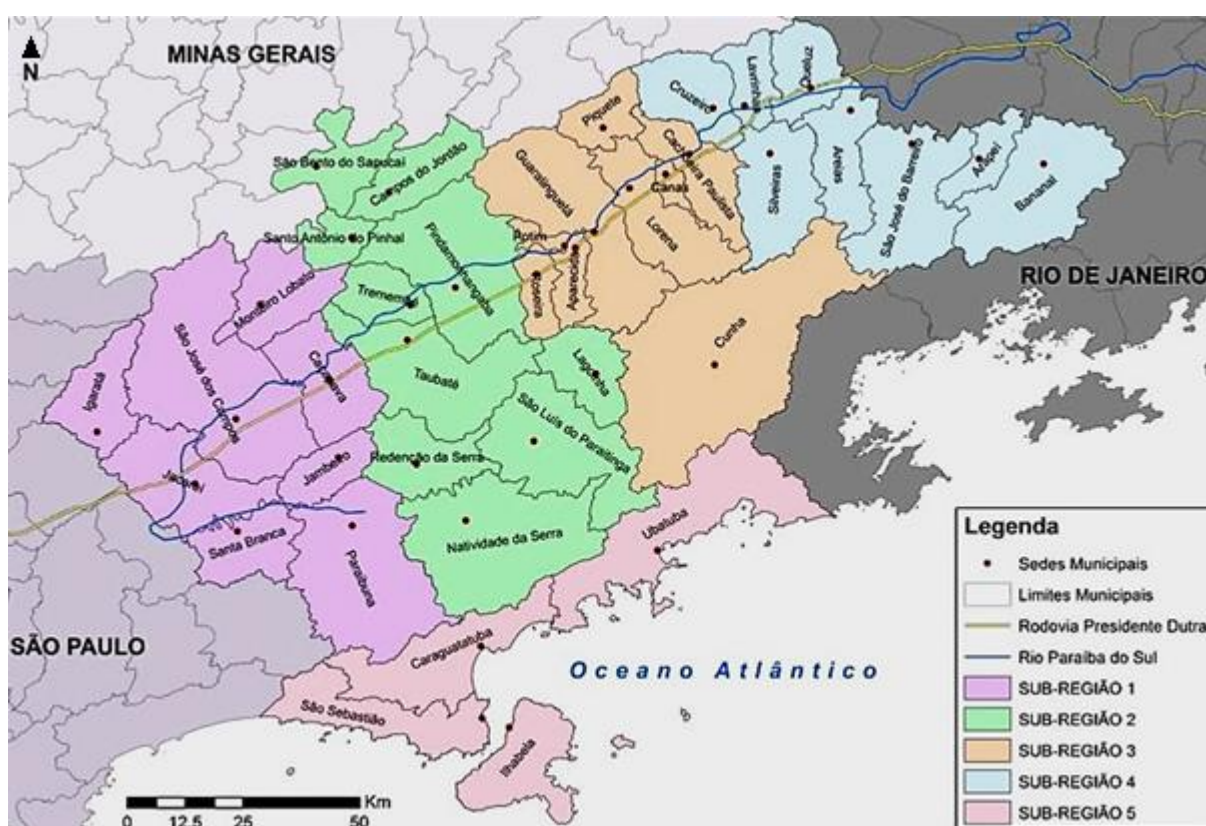 MINAS GERAIS
N
Cruzeiro
Lavrinhas
Queluz
Piquete
São Bento do Sapucaí
Campos do Jordão
Guaratinguetá
Cachoeira Paulista
Canas
Silveiras
Areias
São José do Barreiro
Arapeí
Bananal
Santo Antônio do Pinhal
Pindamonhangaba
Potim
Lorena
RIO DE JANEIRO
Monteiro Lobato
Tremembé
Roseira
Aparecida
Cunha
Igaratá
São José dos Campos
Caçapava
Taubaté
Lagoinha
São Luís do Paraitinga
Jacareí
Jambeiro
Redenção da Serra
Santa Branca
Paraibuna
Natividade da Serra
Ubatuba
SÃO PAULO
Caraguatatuba
Oceano Atlântico
São Sebastião
Ilhabela
Km
0 12.5 25 50
Legenda
Sedes Municipais
Limites Municipais
Rodovia Presidente Dutra
Rio Paraíba do Sul
SUB-REGIÃO 1
SUB-REGIÃO 2
SUB-REGIÃO 3
SUB-REGIÃO 4
SUB-REGIÃO 5